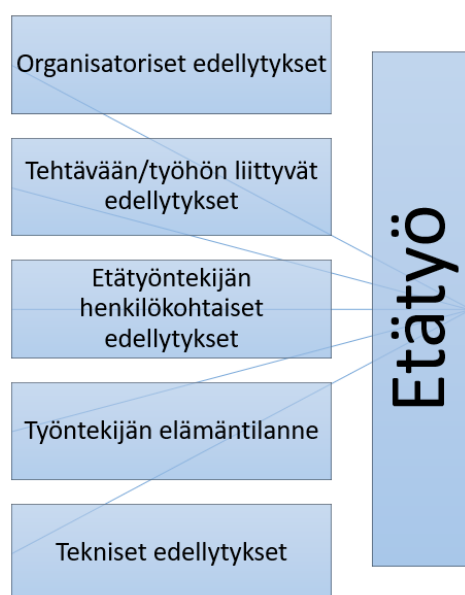 Organisatoriset edellytykset
Tehtävään/työhön liittyvät
edellytykset
Etätyöntekijän
henkilökohtaiset
edellytykset
Työntekijän elämäntilanne
Tekniset edellytykset
Etätyö